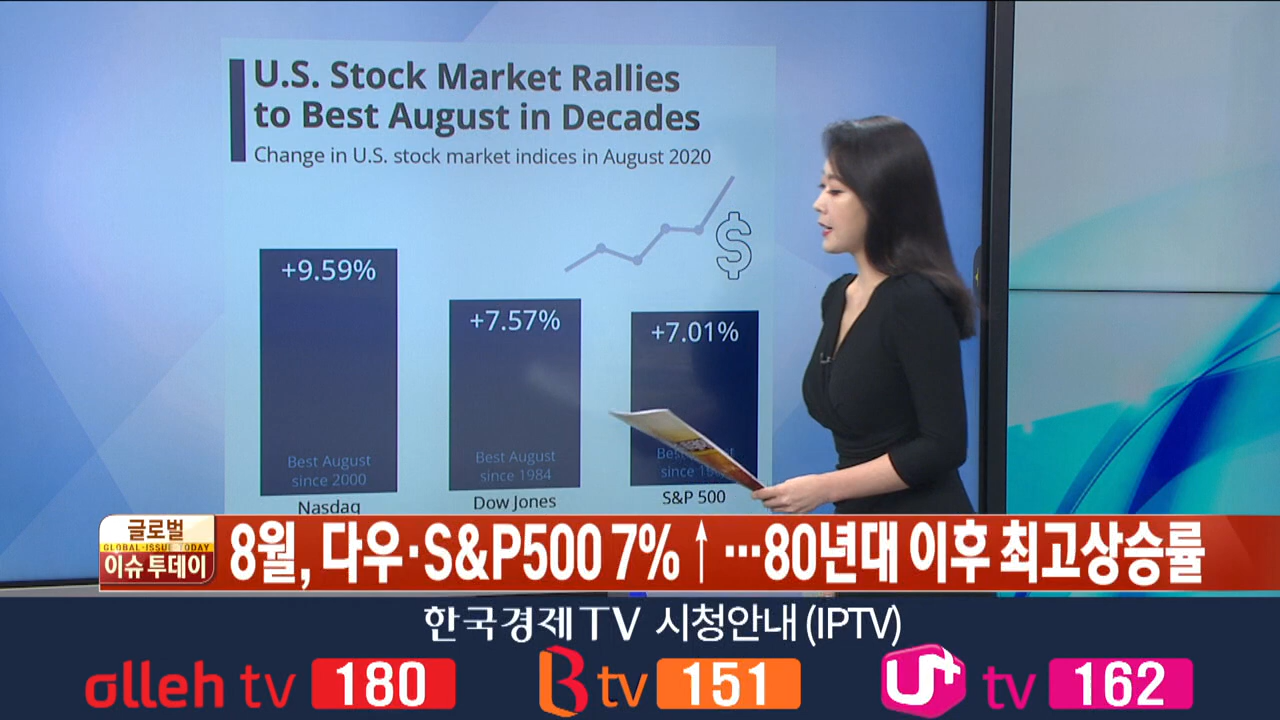 U.S. Stock Market Rallies
to Best August in Decades
Change in U.S. stock market indices in August 2020
$
+9.59%
+7.57%
+7.01%
Best August
since 2000
Best August
since 1984
since
Nasdaq
Dow Jones
S&P 500
글로벌
GLOBAL·ISSUE TODAY
이슈 투데이
8월, 다우·S&P500 7%↑…80년대 이후 최고상승률
한국경제TV 시청안내 (IPTV)
olleh tv 180
B tv 151
U+ tv 162